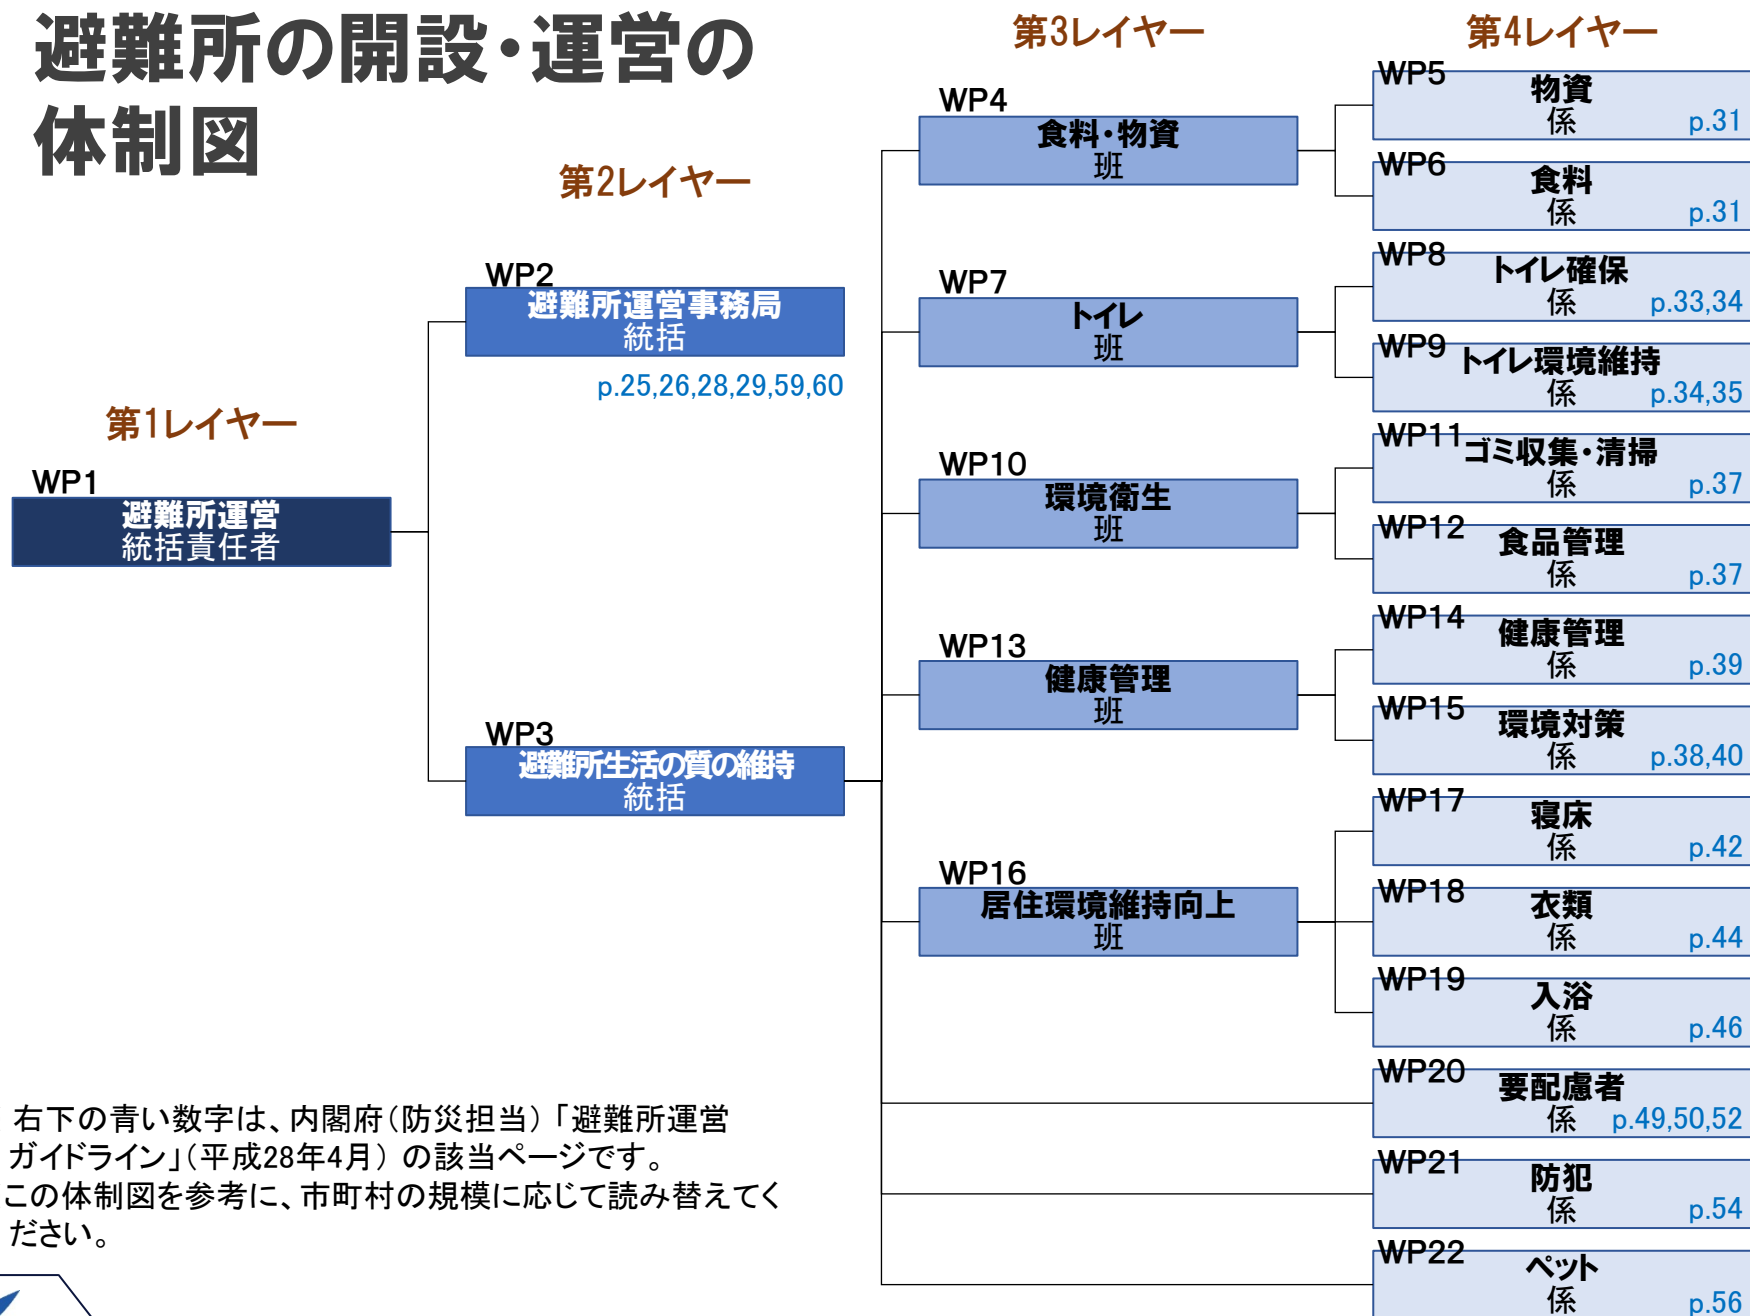 避難所の開設・運営の
体制図
第1レイヤー
WP1
避難所運営
統括責任者
第2レイヤー
WP2
避難所運営事務局
統括
p.25,26,28,29,59,60
WP3
避難所生活の質の維持
統括
第3レイヤー
WP4
食料・物資
班
WP7
トイレ
班
WP10
環境衛生
班
WP13
健康管理
班
WP16
居住環境維持向上
班
第4レイヤー
WP5
物資
係
p.31
WP6
食料
係
p.31
WP8
トイレ確保
係
p.33,34
WP9
トイレ環境維持
係
p.34,35
WP11
ゴミ収集・清掃
係
p.37
WP12
食品管理
係
p.37
WP14
健康管理
係
p.39
WP15
環境対策
係
p.38,40
WP17
寝床
係
p.42
WP18
衣類
係
p.44
WP19
入浴
係
p.46
WP20
要配慮者
係
p.49,50,52
WP21
防犯
係
p.54
WP22
ペット
係
p.56
右下の青い数字は、内閣府(防災担当)「避難所運営
ガイドライン」(平成28年4月) の該当ページです。
この体制図を参考に、市町村の規模に応じて読み替えてく
ださい。